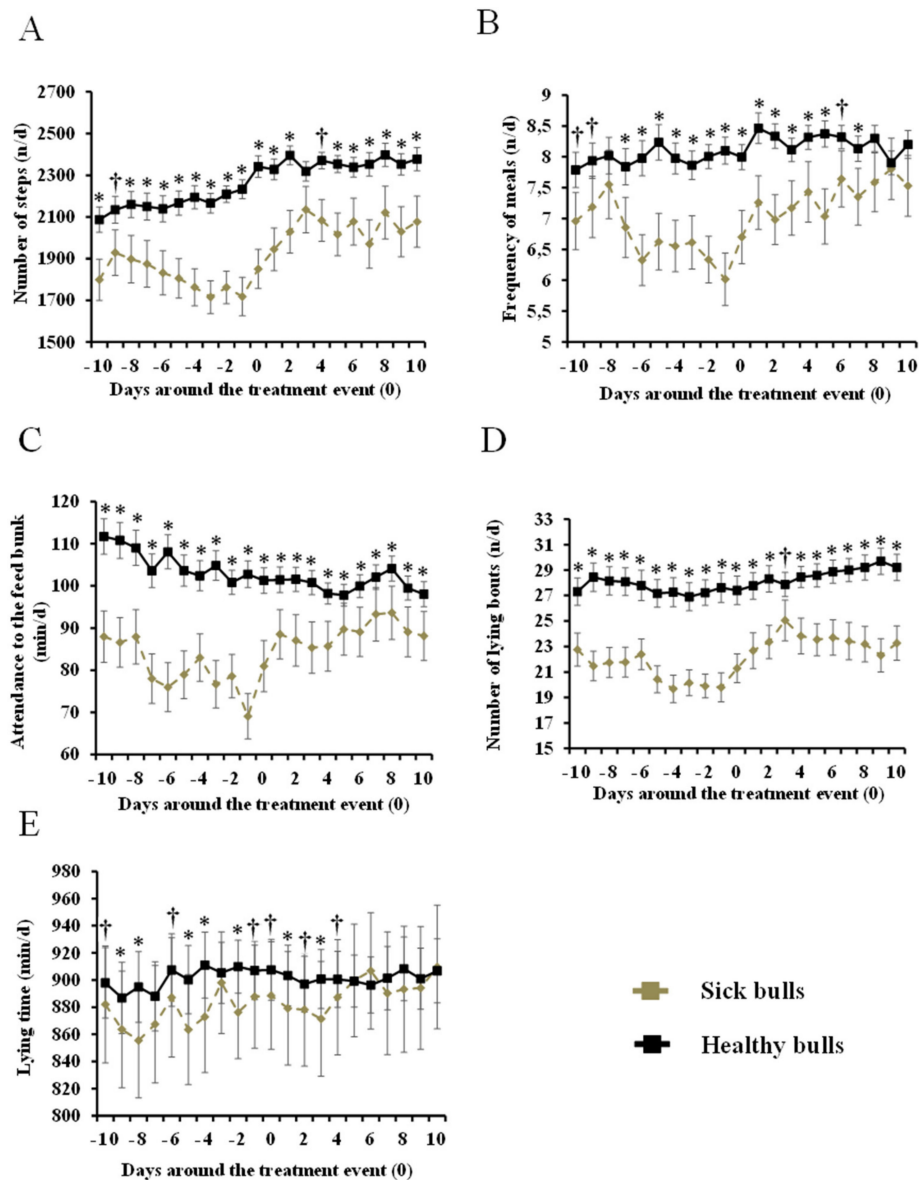 A
Number of steps (n/d)
2700
2500
2300
2100
1900
1700
1500
* † * * * * * * * * * * * † * * * * * *
-10 -8 -6 -4 -2 0 2 4 6 8 10
Days around the treatment event (0)
B
Frequency of meals (n/d)
9
8,5
8
7,5
7
6,5
6
5,5
5
† † * * * * * * * * * * * * * † *
-10 -8 -6 -4 -2 0 2 4 6 8 10
Days around the treatment event (0)
C
Attendance to the feed bunk
(min/d)
120
110
100
90
80
70
60
* * * * * * * * * * * * * * * * * * * * *
-10 -8 -6 -4 -2 0 2 4 6 8 10
Days around the treatment event (0)
D
Number of lying bouts (n/d)
33
31
29
27
25
23
21
19
17
15
* * * * * * * * * * * * * † * * * * * * *
-10 -8 -6 -4 -2 0 2 4 6 8 10
Days around the treatment event (0)
E
Lying time (min/d)
980
960
940
920
900
880
860
840
820
800
† * * † * * * † † * † * †
-10 -8 -6 -4 -2 0 2 4 6 8 10
Days around the treatment event (0)
Sick bulls
Healthy bulls